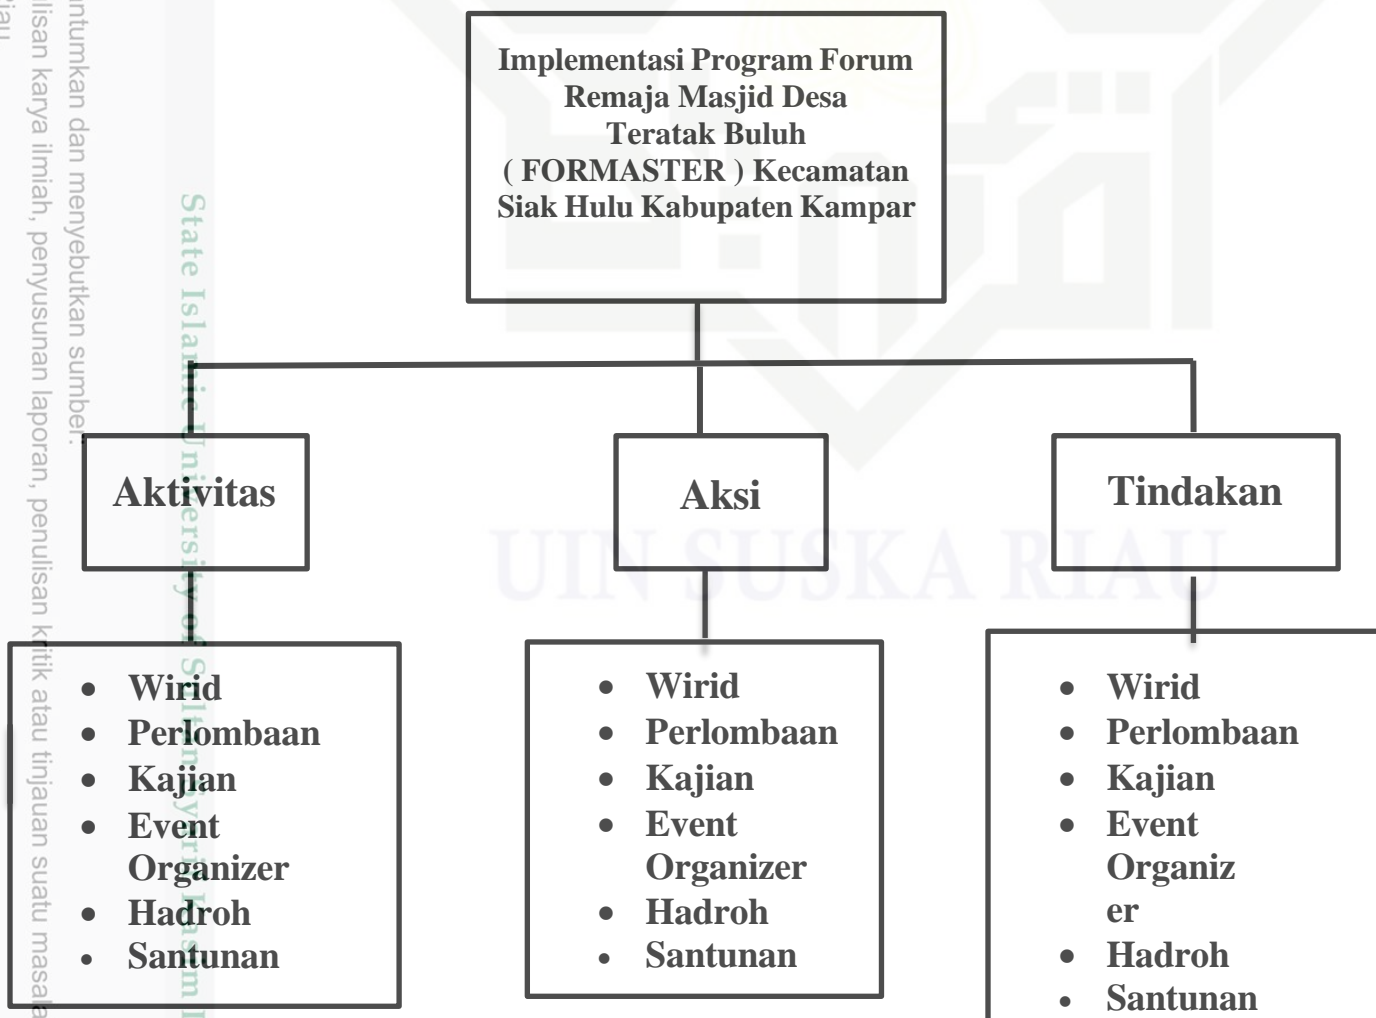 Implementasi Program Forum
Remaja Masjid Desa
Teratak Buluh
( FORMASTER ) Kecamatan
Siak Hulu Kabupaten Kampar
Aktivitas
Aksi
Tindakan
• Wirid
• Perlombaan
• Kajian
• Event
Organizer
• Hadroh
• Santunan
• Wirid
• Perlombaan
• Kajian
• Event
Organizer
• Hadroh
• Santunan
• Wirid
• Perlombaan
• Kajian
• Event
Organiz
er
• Hadroh
• Santunan
dan menyebutkan sumber.
karya ilmiah, penyusunan laporan, penulisan kritik atau tinjauan suatu
State Islamic University of Sultan Syarif Kasim
UIN SUSKA RIAU